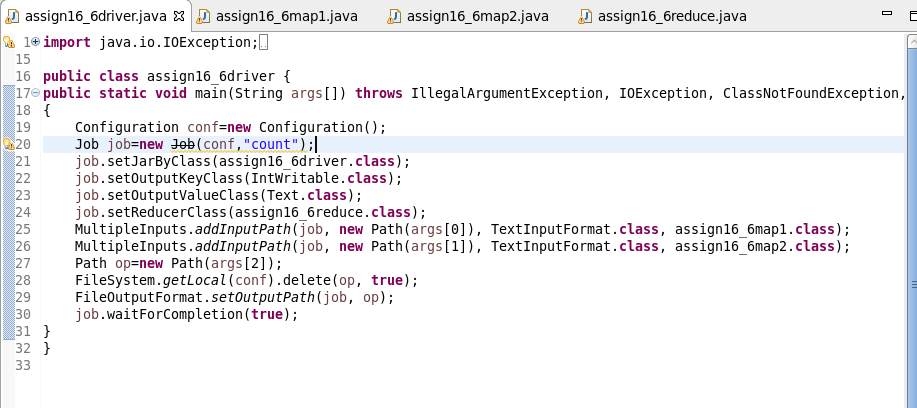 assign16_6driver.java assign16_6map1.java assign16_6map2.java assign16_6reduce.java
1 import java.io.IOException;
15
16 public class assign16_6driver {
17 public static void main(String args[]) throws IllegalArgumentException, IOException, ClassNotFoundException,
18 {
19 Configuration conf=new Configuration();
20 Job job=new Job(conf,"count");
21 job.setJarByClass(assign16_6driver.class);
22 job.setOutputKeyClass(IntWritable.class);
23 job.setOutputValueClass(Text.class);
24 job.setReducerClass(assign16_6reduce.class);
25 MultipleInputs.addInputPath(job, new Path(args[0]), TextInputFormat.class, assign16_6map1.class);
26 MultipleInputs.addInputPath(job, new Path(args[1]), TextInputFormat.class, assign16_6map2.class);
27 Path op=new Path(args[2]);
28 FileSystem.getLocal(conf).delete(op, true);
29 FileOutputFormat.setOutputPath(job, op);
30 job.waitForCompletion(true);
31 }
32 }
33